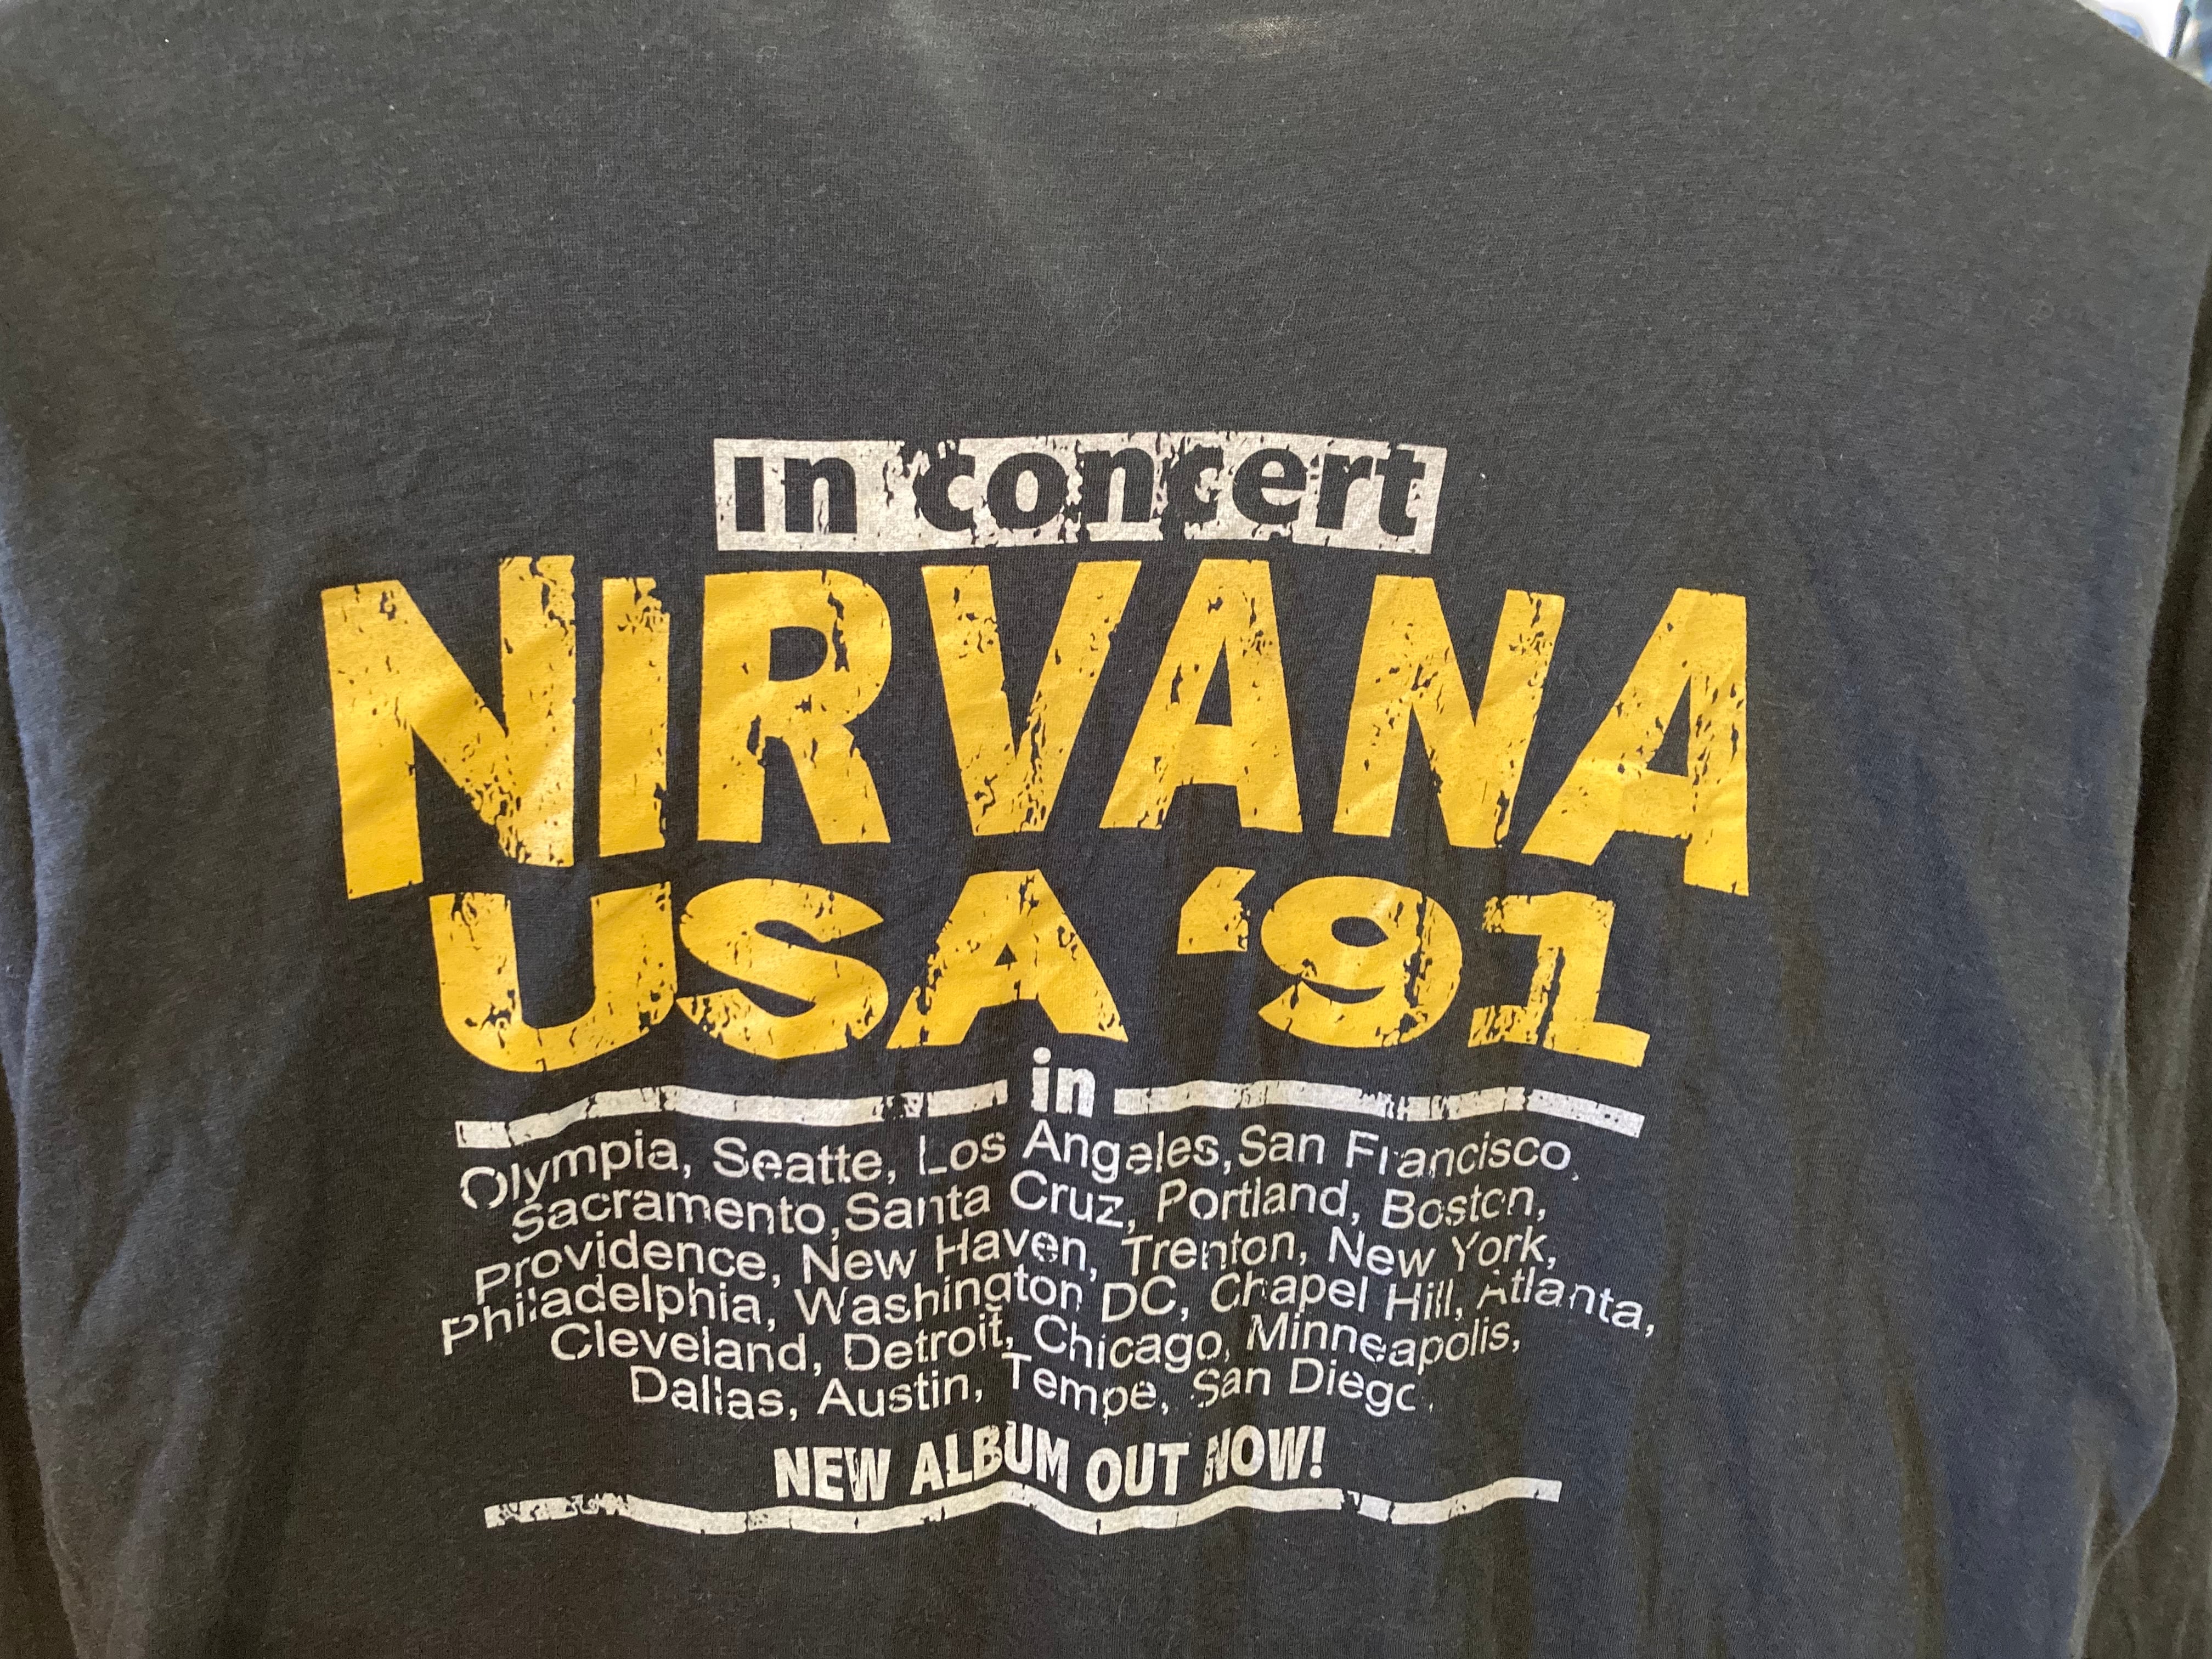 in concert
NIRVANA
USA '91
in
Olympia, Seatte, Los Angeles, San Francisco,
Sacramento, Santa Cruz, Portland, Boston,
Providence, New Haven, Trenton, New York,
Philadelphia, Washington DC, Chapel Hill, Atlanta,
Cleveland, Detroit, Chicago, Minneapolis,
Dallas, Austin, Tempe, San Diego.
NEW ALBUM OUT NOW!